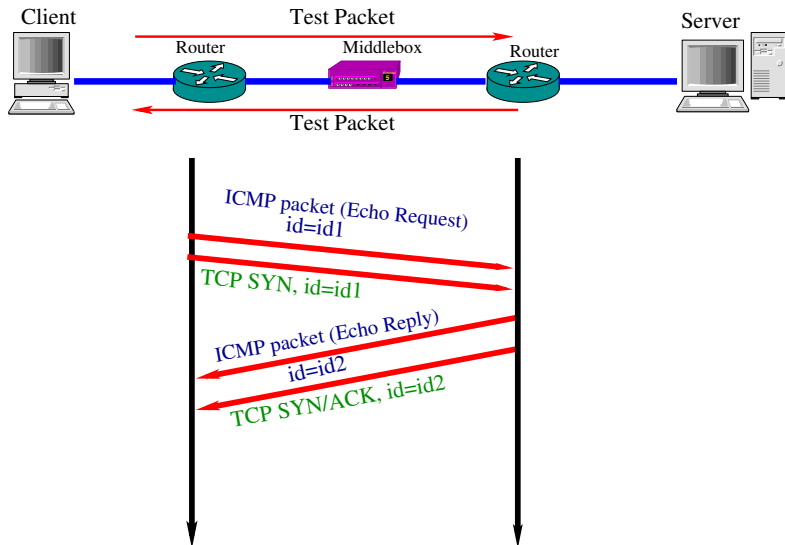 Client
Test Packet
Server
Router
Middlebox
Router
Test Packet
ICMP packet (Echo Request)
id=id1
TCP SYN, id=id1
ICMP packet (Echo Reply)
id=id2
TCP SYN/ACK, id=id2